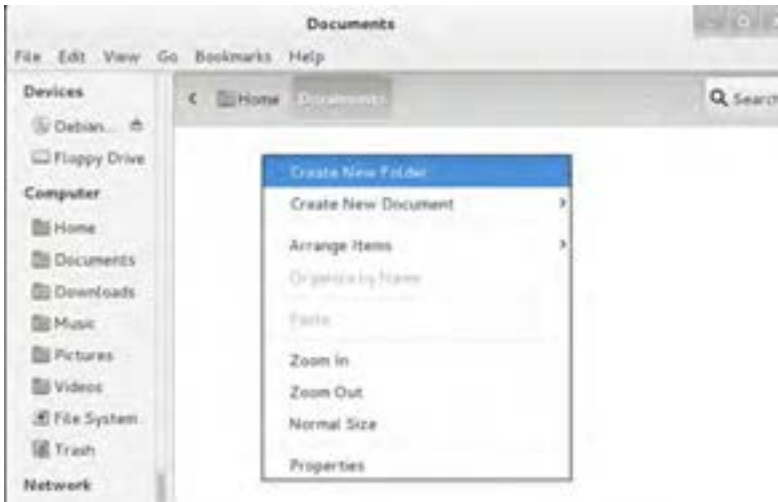 Documents
File Edit View Go Bookmarks Help
Devices
Debian...
Floppy Drive
Computer
Home
Documents
Downloads
Music
Pictures
Videos
File System
Trash
Network
Home Documents
Search
Create New Folder
Create New Document
Arrange Items
Organize by Name
Paste
Zoom In
Zoom Out
Normal Size
Properties